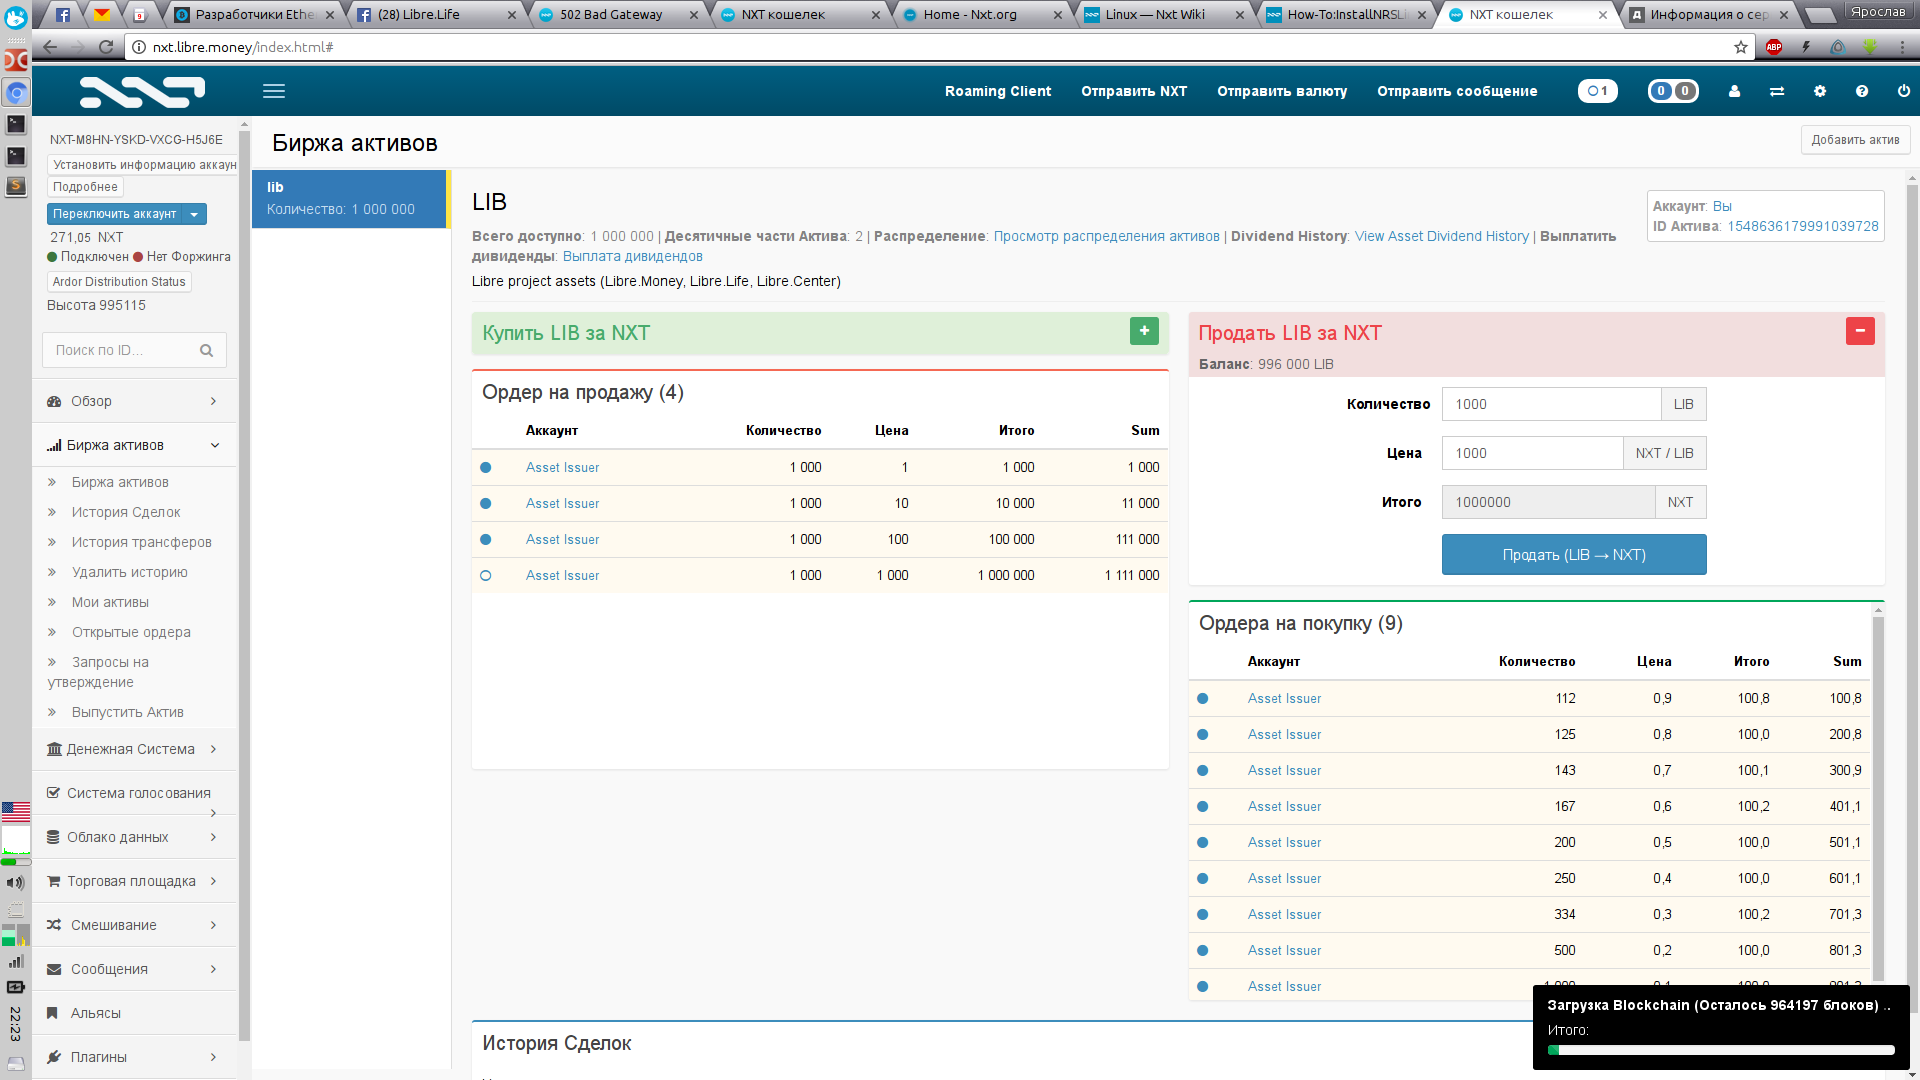 Разработчики Ethe
(28) Libre.Life
502 Bad Gateway
NXT кошелек
Home - Nxt.org
Linux — Nxt Wiki
How-To:InstallNRSLi
NXT кошелек
Информация о сер
Ярослав
nxt.libre.money/index.html#
ABP
Roaming Client
Отправить NXT
Отправить валюту
Отправить сообщение
1
0 0
NXT-M8HN-YSKD-VXCG-H5J6E
Установить информацию аккаун
Подробнее
Переключить аккаунт
271,05 NXT
Подключен Нет Форжинга
Ardor Distribution Status
Высота 995115
Поиск по ID...
Обзор
Биржа активов
Биржа активов
История Сделок
История трансферов
Удалить историю
Мои активы
Открытые ордера
Запросы на
утверждение
Выпустить Актив
Денежная Система
Система голосования
Облако данных
Торговая площадка
Смешивание
Сообщения
Альясы
Плагины
22:23
Биржа активов
Добавить актив
lib
Количество: 1 000 000
LIB
Всего доступно: 1 000 000 | Десятичные части Актива: 2 | Распределение: Просмотр распределения активов | Dividend History: View Asset Dividend History | Выплатить
дивиденды: Выплата дивидендов
Libre project assets (Libre.Money, Libre.Life, Libre.Center)
Аккаунт: Вы
ID Актива: 1548636179991039728
Купить LIB за NXT
Ордер на продажу (4)
Аккаунт Количество Цена Итого Sum
Asset Issuer 1 000 1 1 000 1 000
Asset Issuer 1 000 10 10 000 11 000
Asset Issuer 1 000 100 100 000 111 000
Asset Issuer 1 000 1 000 1 000 000 1 111 000
Продать LIB за NXT
Баланс: 996 000 LIB
Количество 1000 LIB
Цена 1000 NXT / LIB
Итого 1000000 NXT
Продать (LIB → NXT)
Ордера на покупку (9)
Аккаунт Количество Цена Итого Sum
Asset Issuer 112 0,9 100,8 100,8
Asset Issuer 125 0,8 100,0 200,8
Asset Issuer 143 0,7 100,1 300,9
Asset Issuer 167 0,6 100,2 401,1
Asset Issuer 200 0,5 100,0 501,1
Asset Issuer 250 0,4 100,0 601,1
Asset Issuer 334 0,3 100,2 701,3
Asset Issuer 500 0,2 100,0 801,3
Asset Issuer
История Сделок
Загрузка Blockchain (Осталось 964197 блоков) ..
Итого: